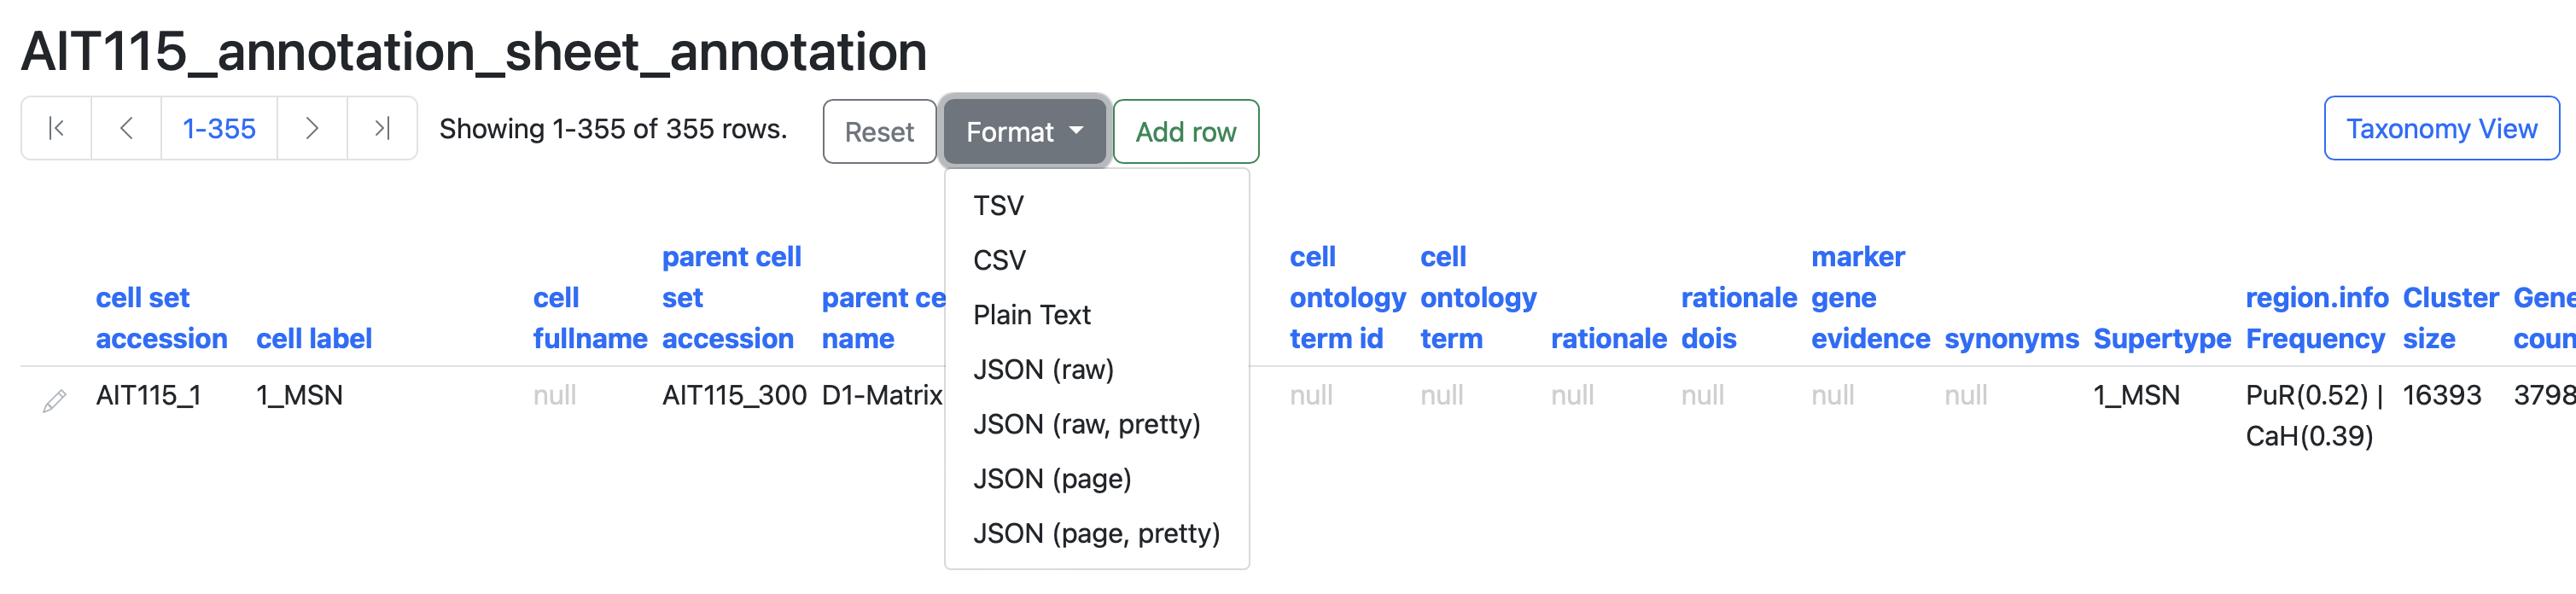 AIT115_annotation_sheet_annotation
1-355
Showing 1-355 of 355 rows.
Reset
Format
Add row
Taxonomy View
TSV
CSV
Plain Text
JSON (raw)
JSON (raw, pretty)
JSON (page)
JSON (page, pretty)
cell set
accession
cell label
cell
fullname
parent cell
set
accession
parent ce
name
cell
ontology
term id
cell
ontology
term
rationale
rationale
dois
marker
gene
evidence
synonyms
Supertype
region.info
Frequency
Cluster
size
Gene
coun
AIT115_1
1_MSN
null
AIT115_300
D1-Matrix
null
null
null
null
null
null
1_MSN
PuR(0.52) |
CaH(0.39)
16393
3798